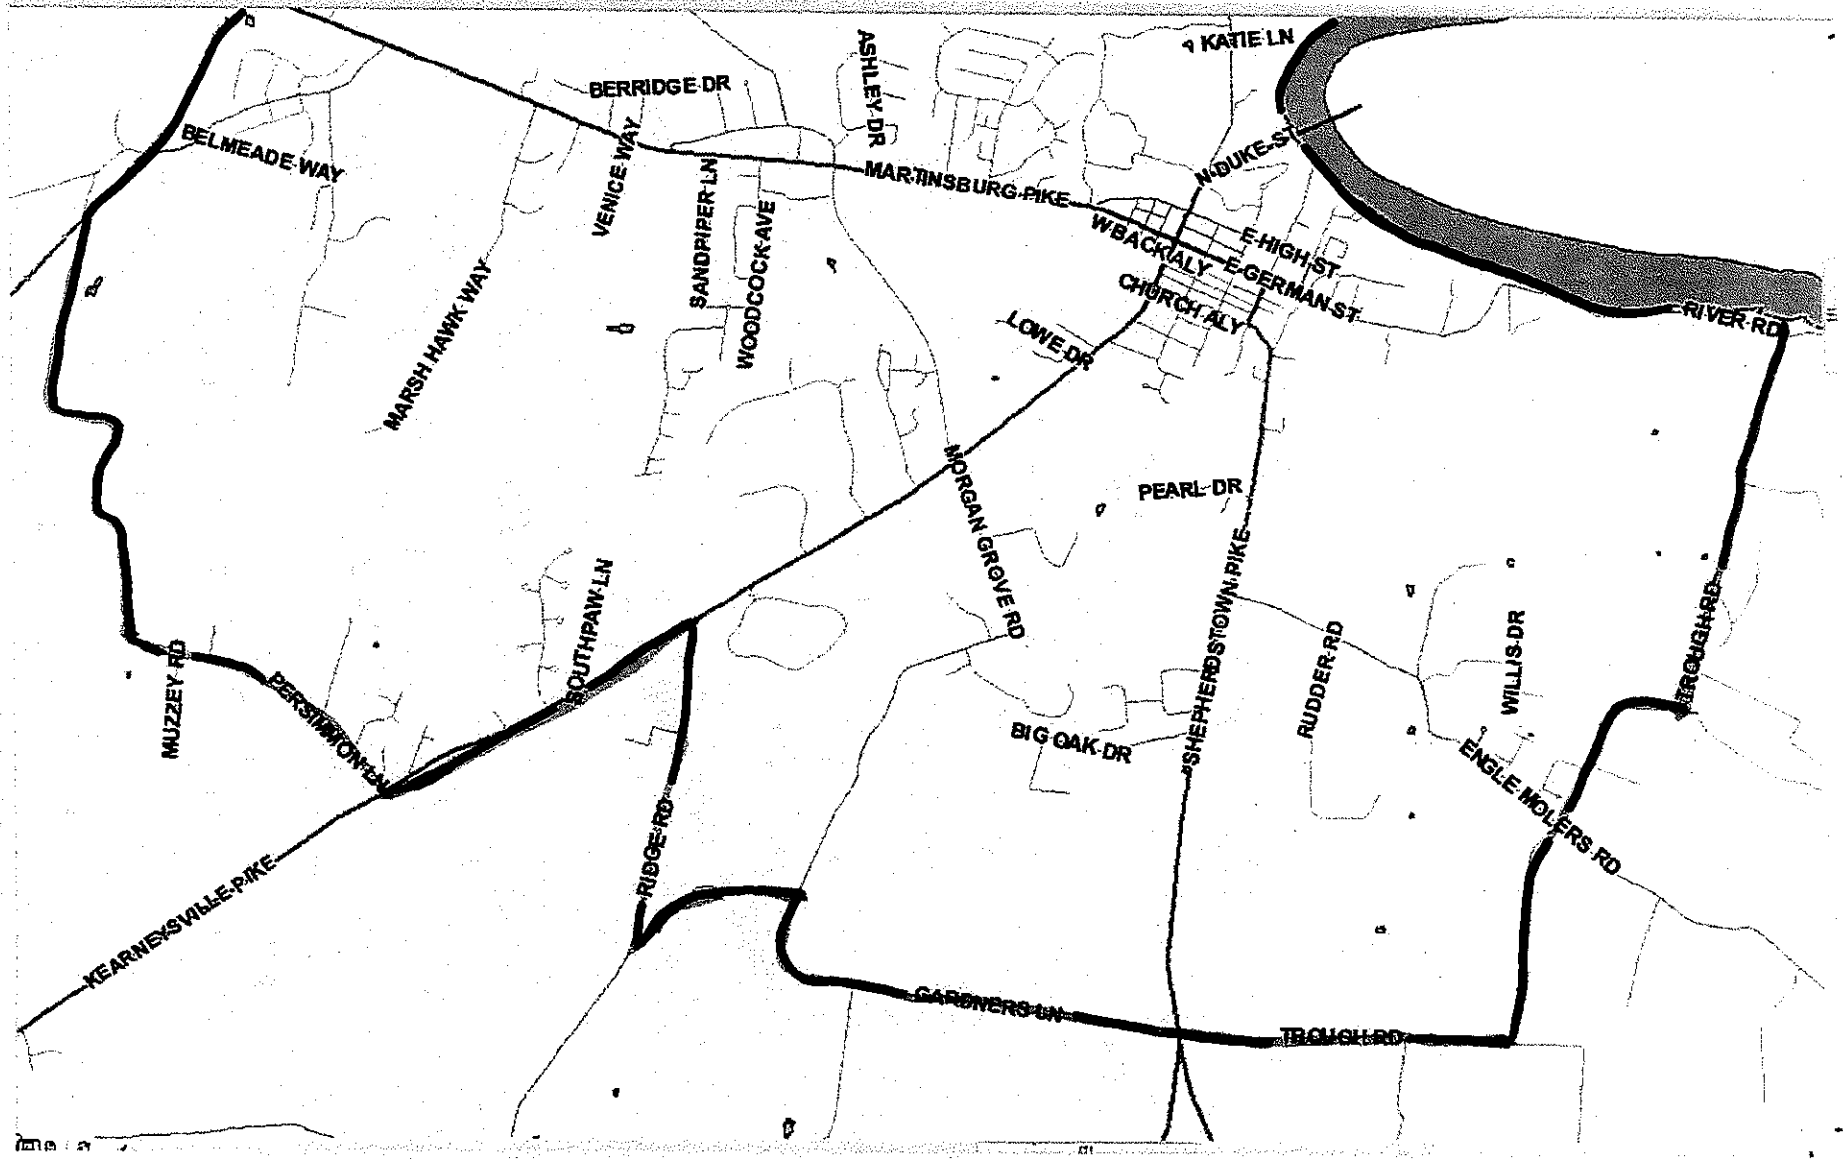 KATIE LN
ASHLEY DR
BERRIDGE DR
BELMEADE WAY
VENICE WAY
SANDPIPER LN
WOODCOCK AVE
MARTINSBURG PIKE
N DUKE ST
W BACK ALY
E HIGH ST
E GERMAN ST
CHURCH ALY
LOWE DR
MARSH HAWK WAY
RIVER RD
MORGAN GROVE RD
PEARL DR
SHEPHERDSTOWN PIKE
SOUTHPAW LN
MUZZEY RD
PERSIMMON LN
BIG OAK DR
RUDDER RD
WILLIS DR
TROUGH RD
ENGLE MOLERS RD
RIDGE RD
KEARNEYSVILLE PIKE
GARDNERS LN
TROUGH RD